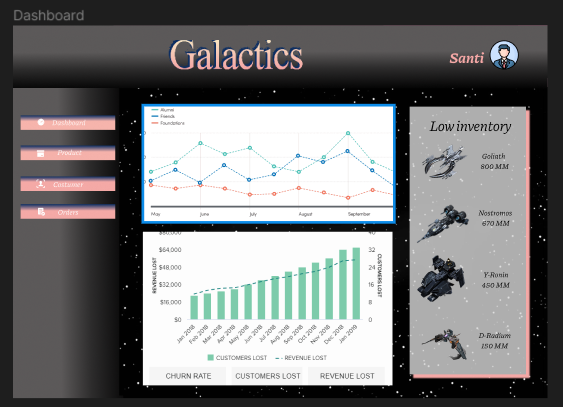 Dashboard
Galactics
Santi
Dashboard
Product
Customer
Orders
Alumni
Friends
Foundations
May June July August September
Low inventory
Goliath
800 MM
Nostromos
670 MM
Y-Ronin
450 MM
D-Radium
150 MM
$80,000 40
$64,000 32
$48,000 24
$32,000 16
$16,000 8
$0 0
REVENUE LOST
CUSTOMERS LOST
Jan 2018 Feb 2018 Mar 2018 Apr 2018 May 2018 Jun 2018 Jul 2018 Aug 2018 Sep 2018 Oct 2018 Nov 2018 Dec 2018 Jan 2019
CUSTOMERS LOST REVENUE LOST
CHURN RATE CUSTOMERS LOST REVENUE LOST